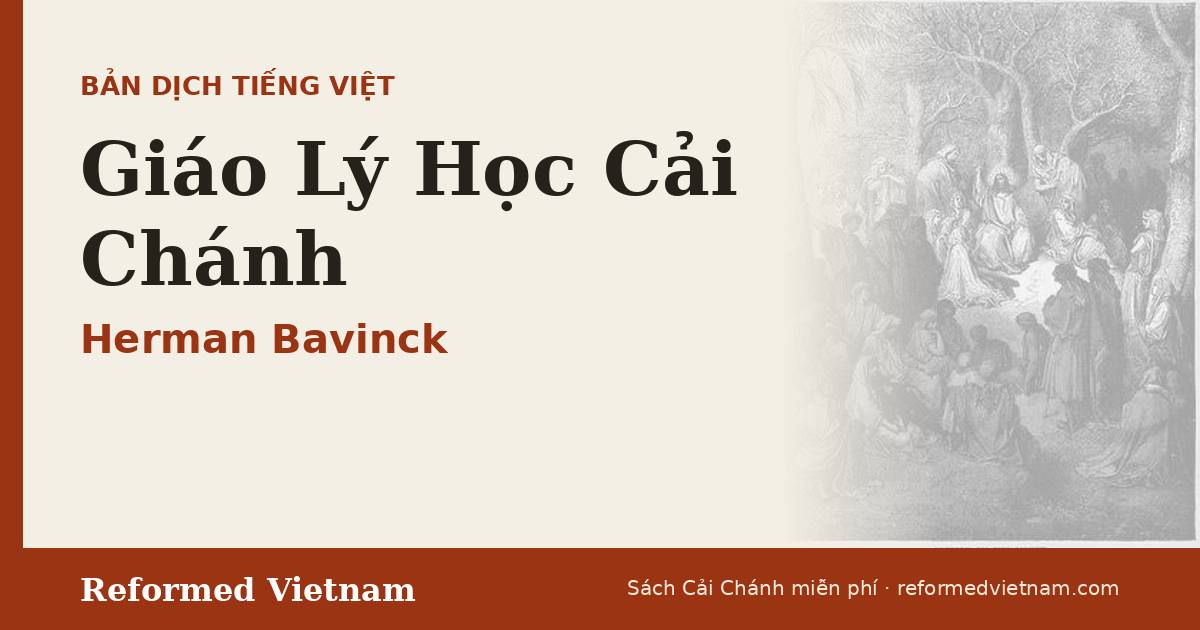 BẢN DỊCH TIẾNG VIỆT
Giáo Lý Học Cải
Chánh
Herman Bavinck
Reformed Vietnam
Sách Cải Chánh miễn phí · reformedvietnam.com